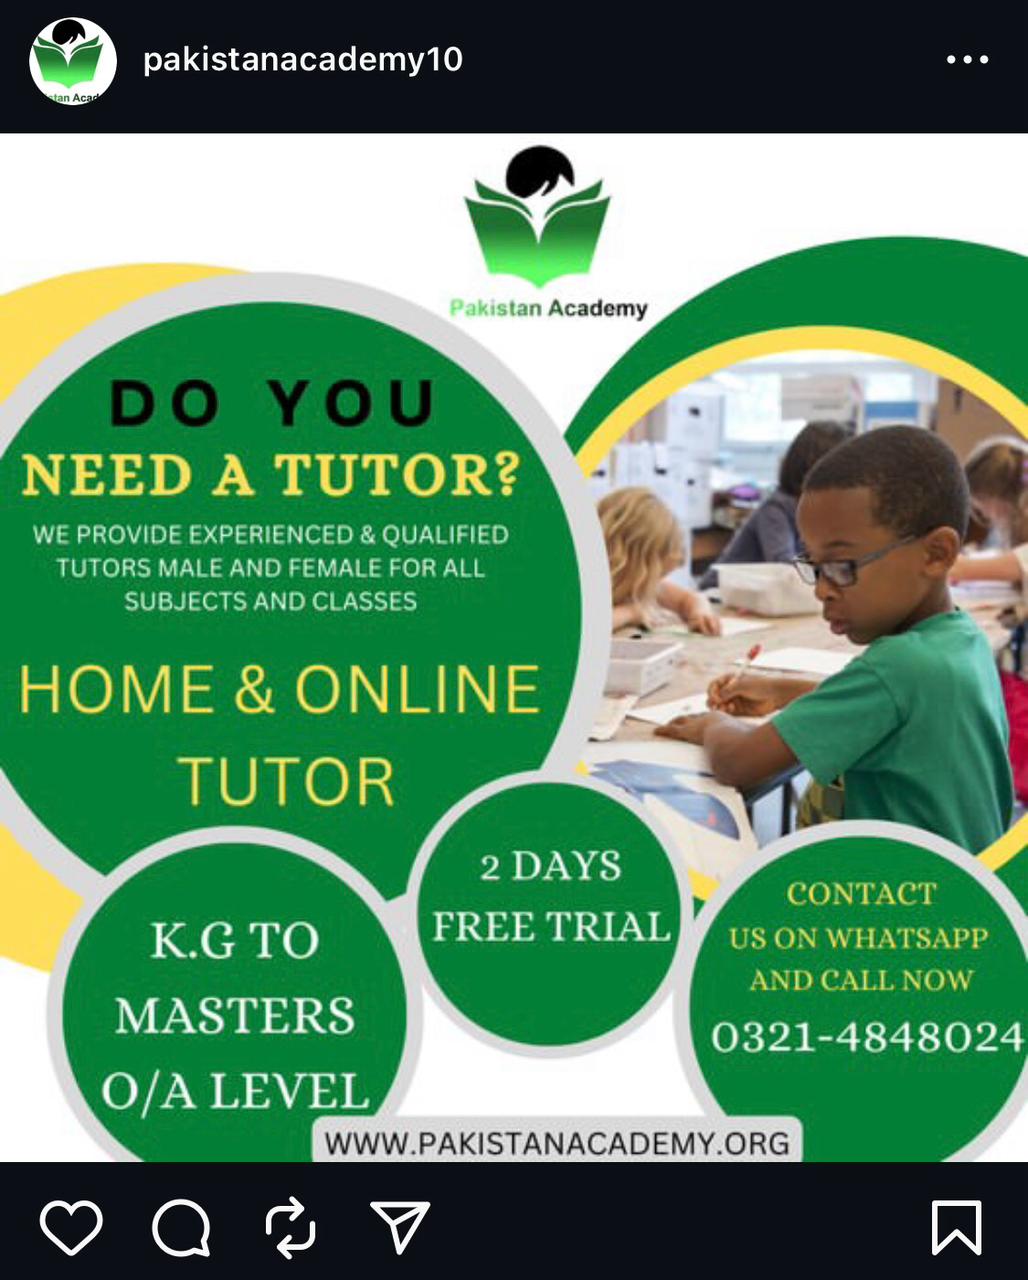 pakistanacademy10
Pakistan Academy
DO YOU
NEED A TUTOR?
WE PROVIDE EXPERIENCED & QUALIFIED
TUTORS MALE AND FEMALE FOR ALL
SUBJECTS AND CLASSES
HOME & ONLINE
TUTOR
2 DAYS
FREE TRIAL
K.G TO
MASTERS
O/A LEVEL
CONTACT
US ON WHATSAPP
AND CALL NOW
0321-4848024
WWW.PAKISTANACADEMY.ORG